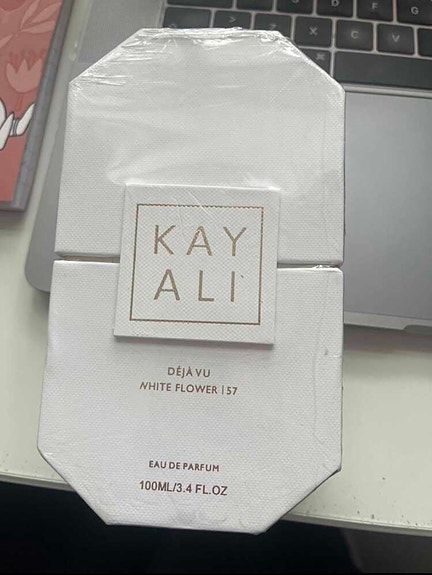 KAY
ALI
DÉJÀ VU
WHITE FLOWER | 57
EAU DE PARFUM
100ML/3.4 FL.OZ